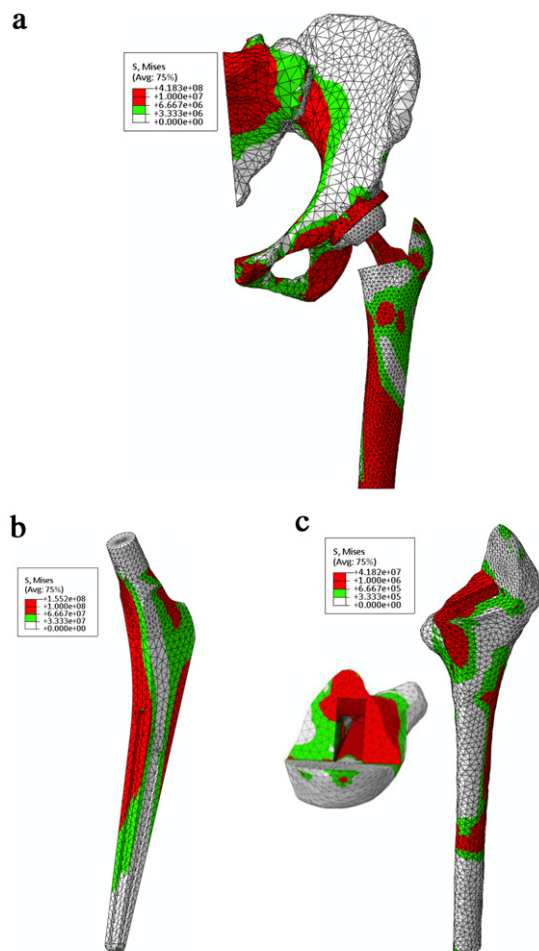 a
S, Mises
(Avg: 75%)
+4.183e+08
+1.000e+07
+6.667e+06
+3.333e+06
+0.000e+00
b
S, Mises
(Avg: 75%)
+1.552e+08
+1.000e+08
+6.667e+07
+3.333e+07
+0.000e+00
c
S, Mises
(Avg: 75%)
+4.182e+07
+1.000e+06
+6.667e+05
+3.333e+05
+0.000e+00